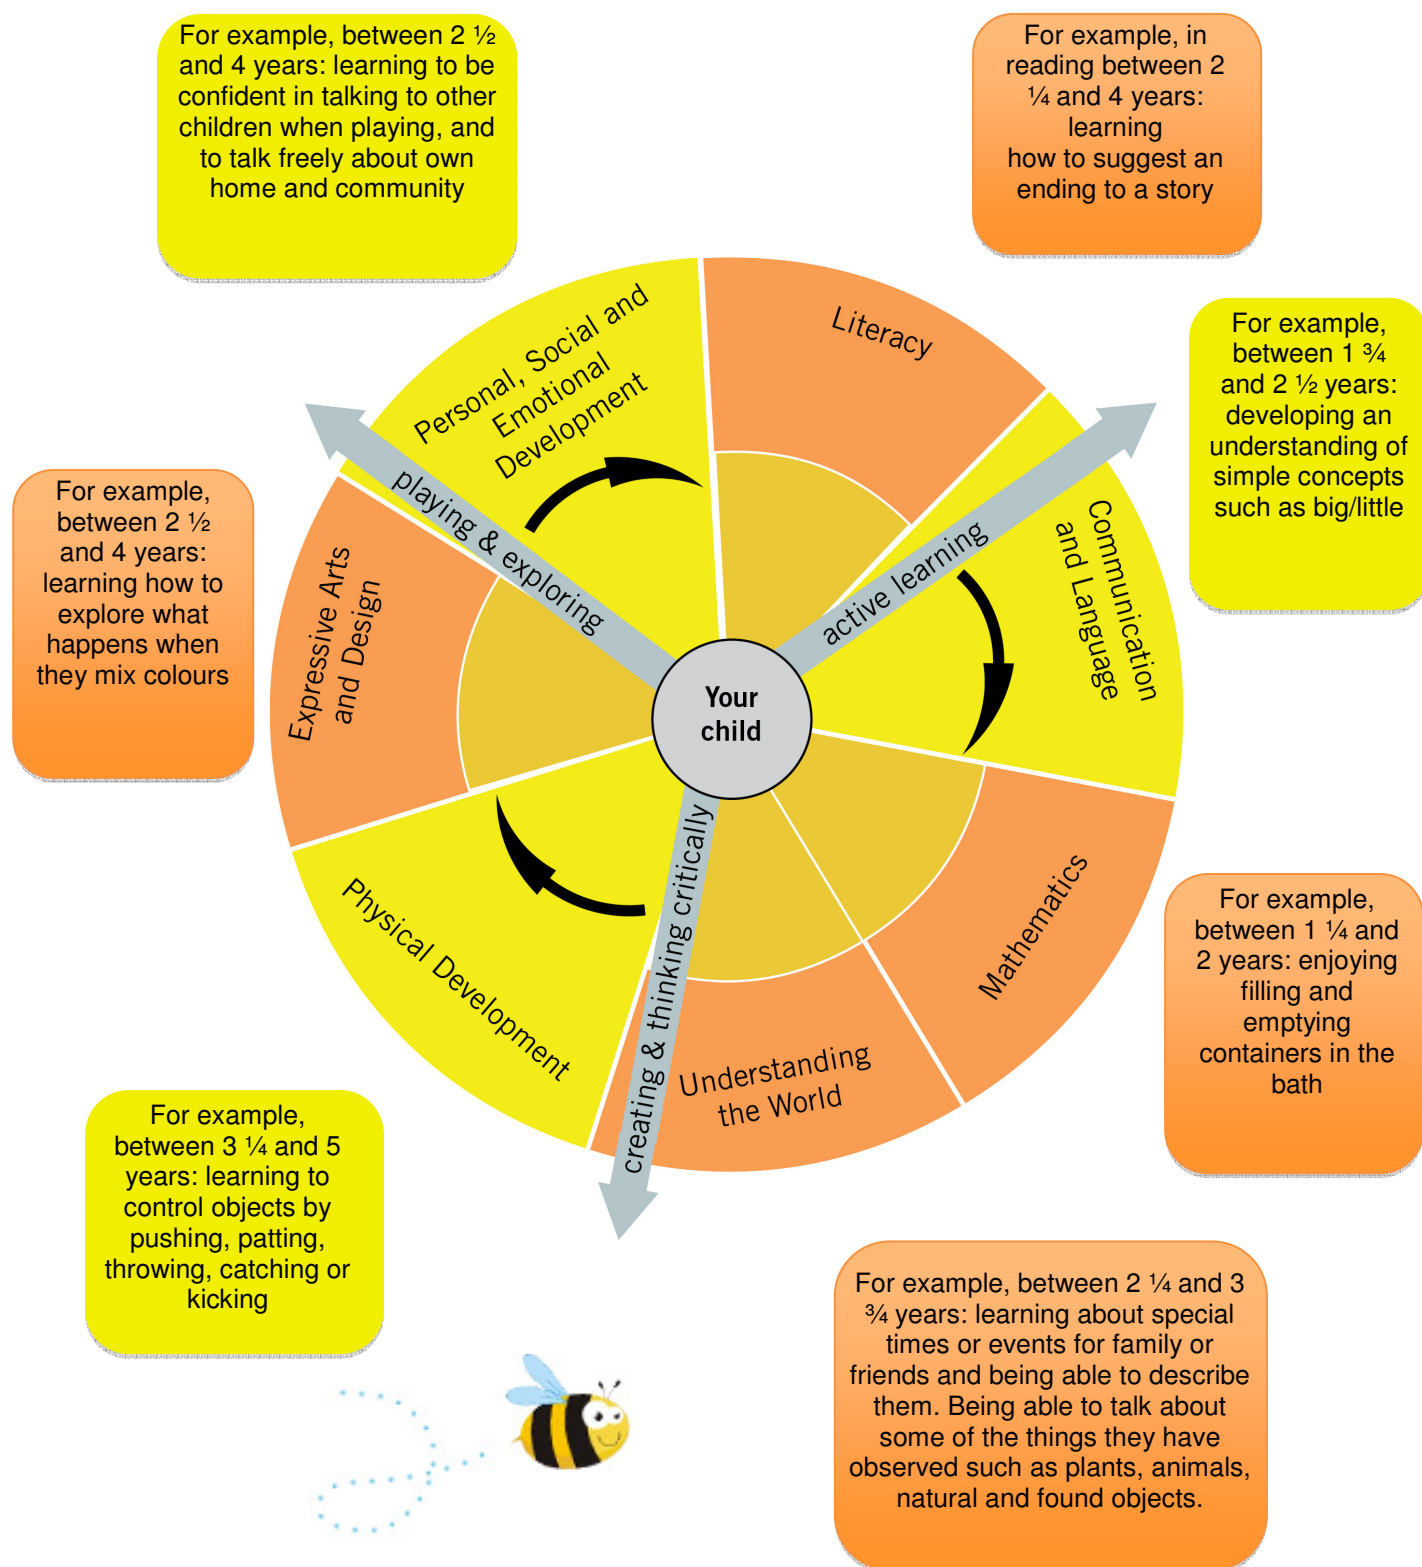 For example, between 2 ½
and 4 years: learning to be
confident in talking to other
children when playing, and
to talk freely about own
home and community
For example, in
reading between 2
¼ and 4 years:
learning
how to suggest an
ending to a story
For example,
between 1 ¾
and 2 ½ years:
developing an
understanding of
simple concepts
such as big/little
For example,
between 2 ½
and 4 years:
learning how to
explore what
happens when
they mix colours
Personal, Social and
Emotional
Development
Literacy
Communication
and Language
playing & exploring
active learning
Expressive Arts
and Design
Your
child
Mathematics
Physical Development
creating & thinking critically
Understanding
the World
For example,
between 1 ¼ and
2 years: enjoying
filling and
emptying
containers in the
bath
For example,
between 3 ¼ and 5
years: learning to
control objects by
pushing, patting,
throwing, catching or
kicking
For example, between 2 ¼ and 3
¾ years: learning about special
times or events for family or
friends and being able to describe
them. Being able to talk about
some of the things they have
observed such as plants, animals,
natural and found objects.